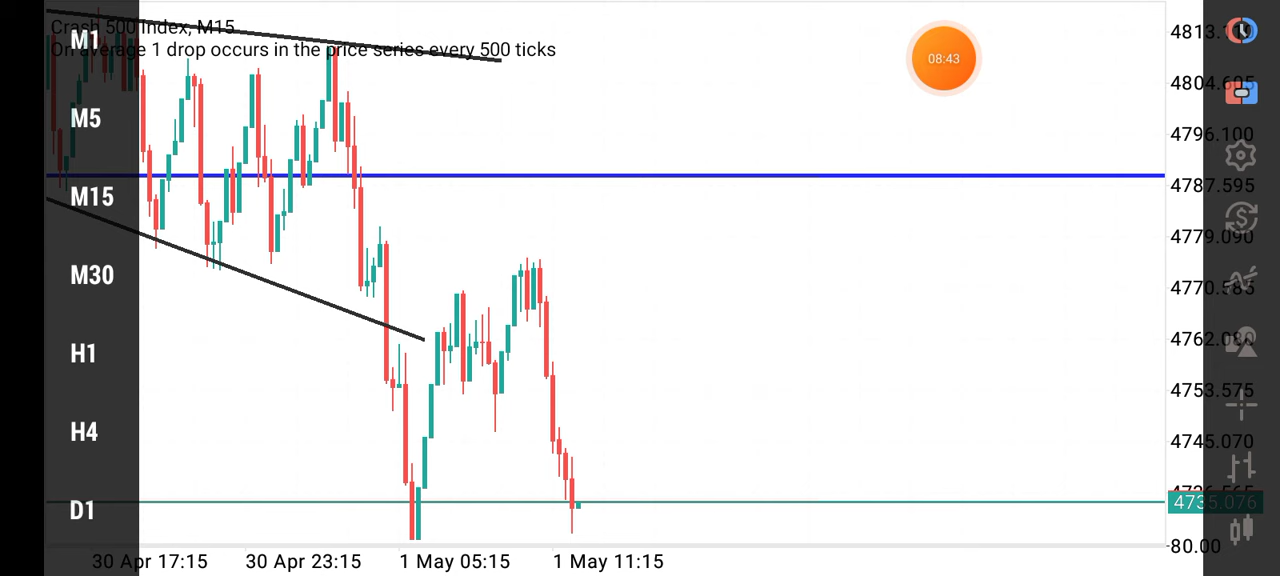 Crash 500 Index, M15
On average 1 drop occurs in the price series every 500 ticks
M1
M5
M15
M30
H1
H4
D1
08:43
4804.605
4796.100
4787.595
4779.090
4770.585
4762.080
4753.575
4745.070
4735.076
80.00
30 Apr 17:15
30 Apr 23:15
1 May 05:15
1 May 11:15